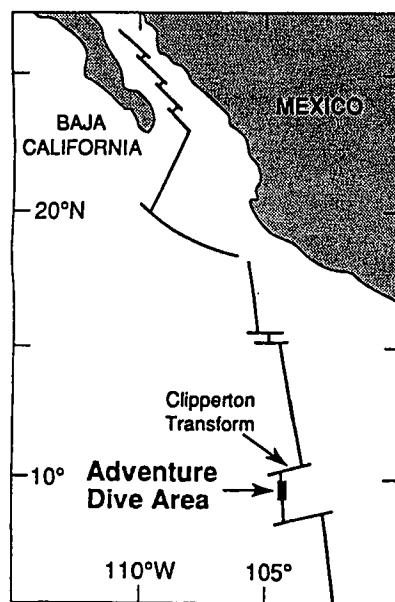 MEXICO
BAJA
CALIFORNIA
20°N
Clipperton
Transform
10°
Adventure
Dive Area
110°W
105°